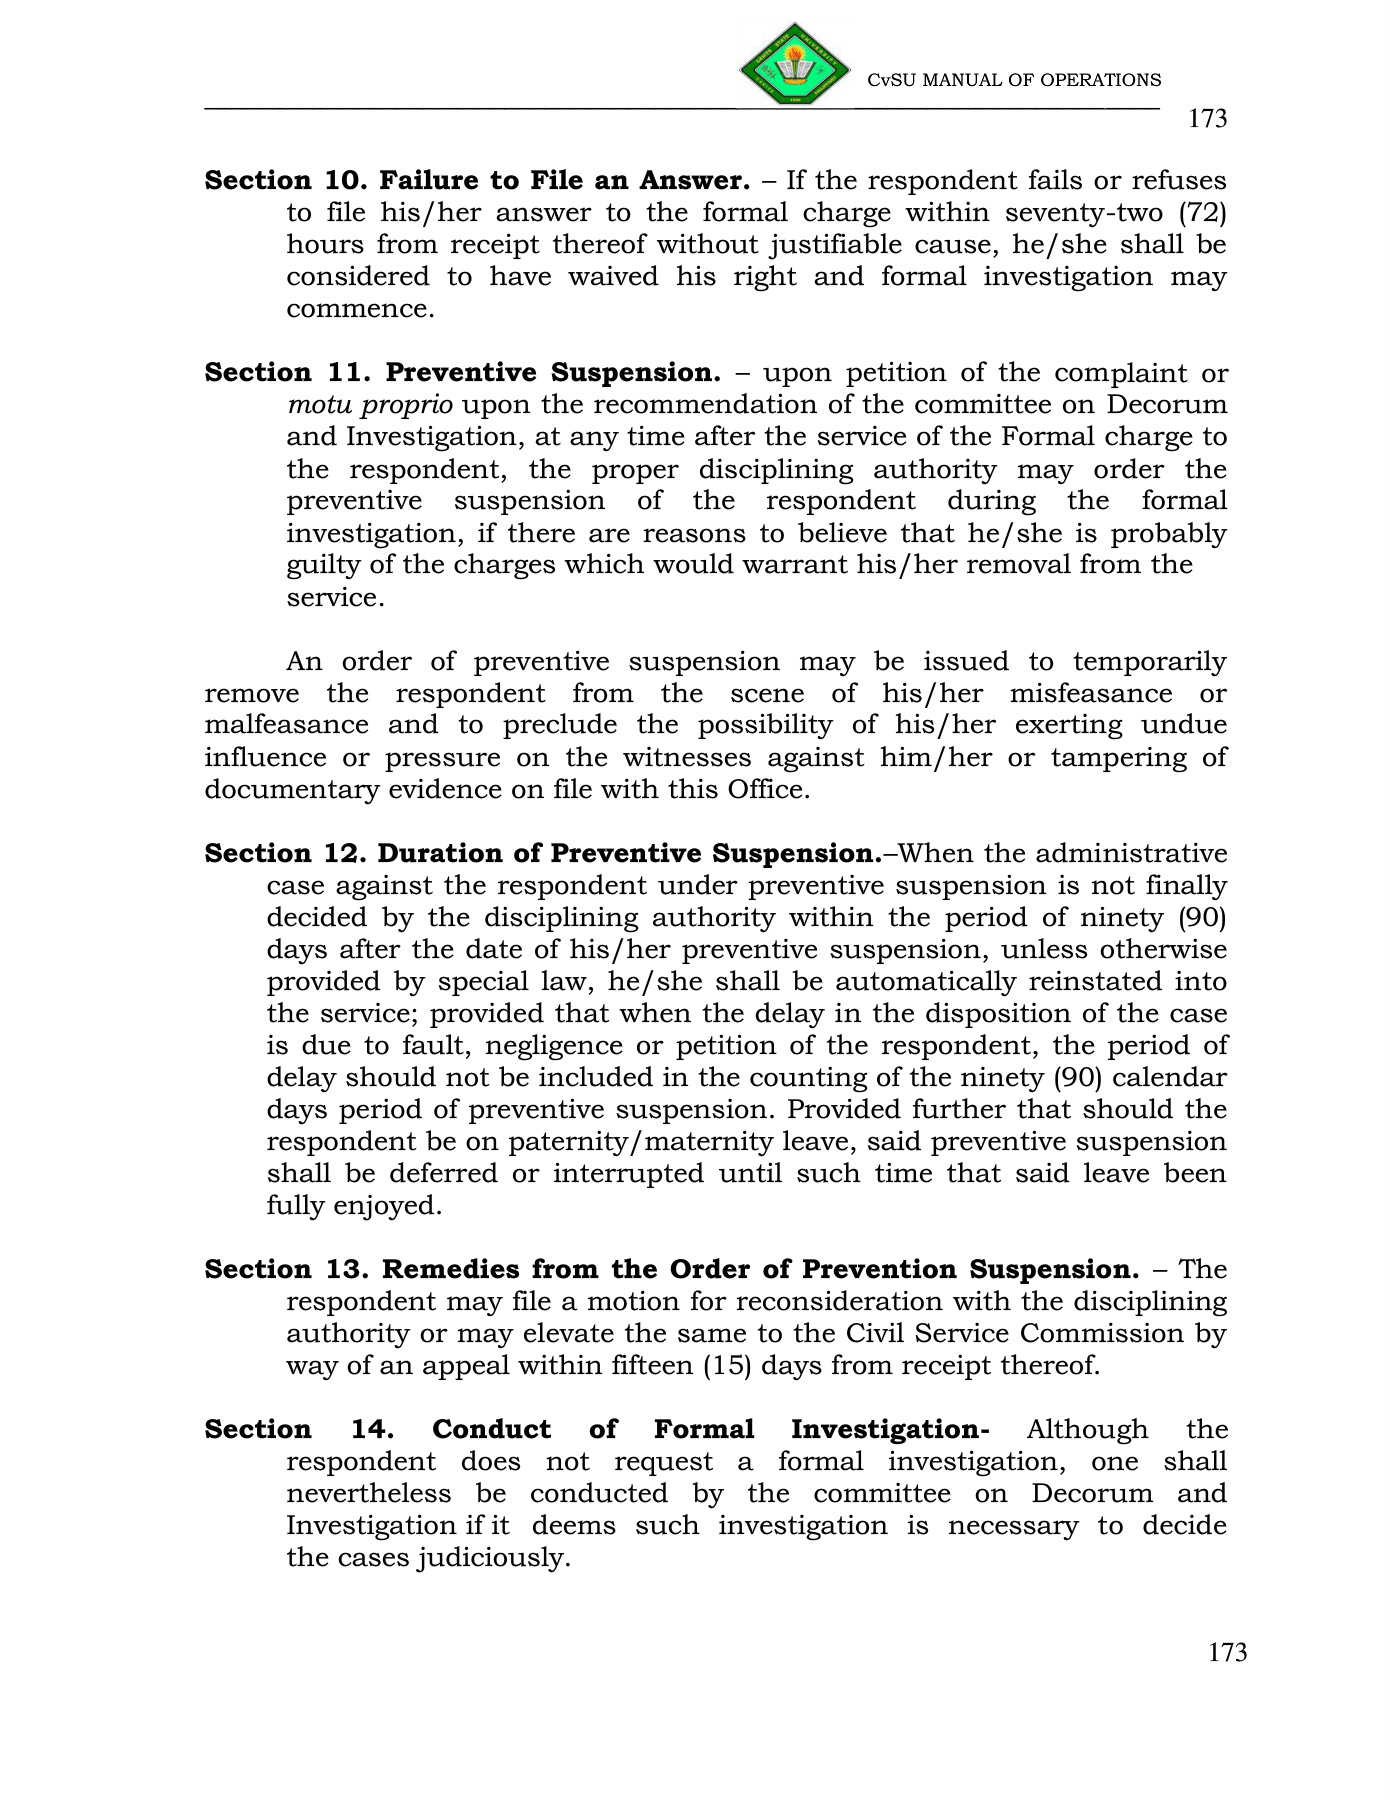 CvSU MANUAL OF OPERATIONS
173
Section 10. Failure to File an Answer. – If the respondent fails or refuses
to file his/her answer to the formal charge within seventy-two (72)
hours from receipt thereof without justifiable cause, he/she shall be
considered to have waived his right and formal investigation may
commence.
Section 11. Preventive Suspension. – upon petition of the complaint or
motu proprio upon the recommendation of the committee on Decorum
and Investigation, at any time after the service of the Formal charge to
the respondent, the proper disciplining authority may order the
preventive suspension of the respondent during the formal
investigation, if there are reasons to believe that he/she is probably
guilty of the charges which would warrant his/her removal from the
service.
An order of preventive suspension may be issued to temporarily
remove the respondent from the scene of his/her misfeasance or
malfeasance and to preclude the possibility of his/her exerting undue
influence or pressure on the witnesses against him/her or tampering of
documentary evidence on file with this Office.
Section 12. Duration of Preventive Suspension.–When the administrative
case against the respondent under preventive suspension is not finally
decided by the disciplining authority within the period of ninety (90)
days after the date of his/her preventive suspension, unless otherwise
provided by special law, he/she shall be automatically reinstated into
the service; provided that when the delay in the disposition of the case
is due to fault, negligence or petition of the respondent, the period of
delay should not be included in the counting of the ninety (90) calendar
days period of preventive suspension. Provided further that should the
respondent be on paternity/maternity leave, said preventive suspension
shall be deferred or interrupted until such time that said leave been
fully enjoyed.
Section 13. Remedies from the Order of Prevention Suspension. – The
respondent may file a motion for reconsideration with the disciplining
authority or may elevate the same to the Civil Service Commission by
way of an appeal within fifteen (15) days from receipt thereof.
Section 14. Conduct of Formal Investigation- Although the
respondent does not request a formal investigation, one shall
nevertheless be conducted by the committee on Decorum and
Investigation if it deems such investigation is necessary to decide
the cases judiciously.
173